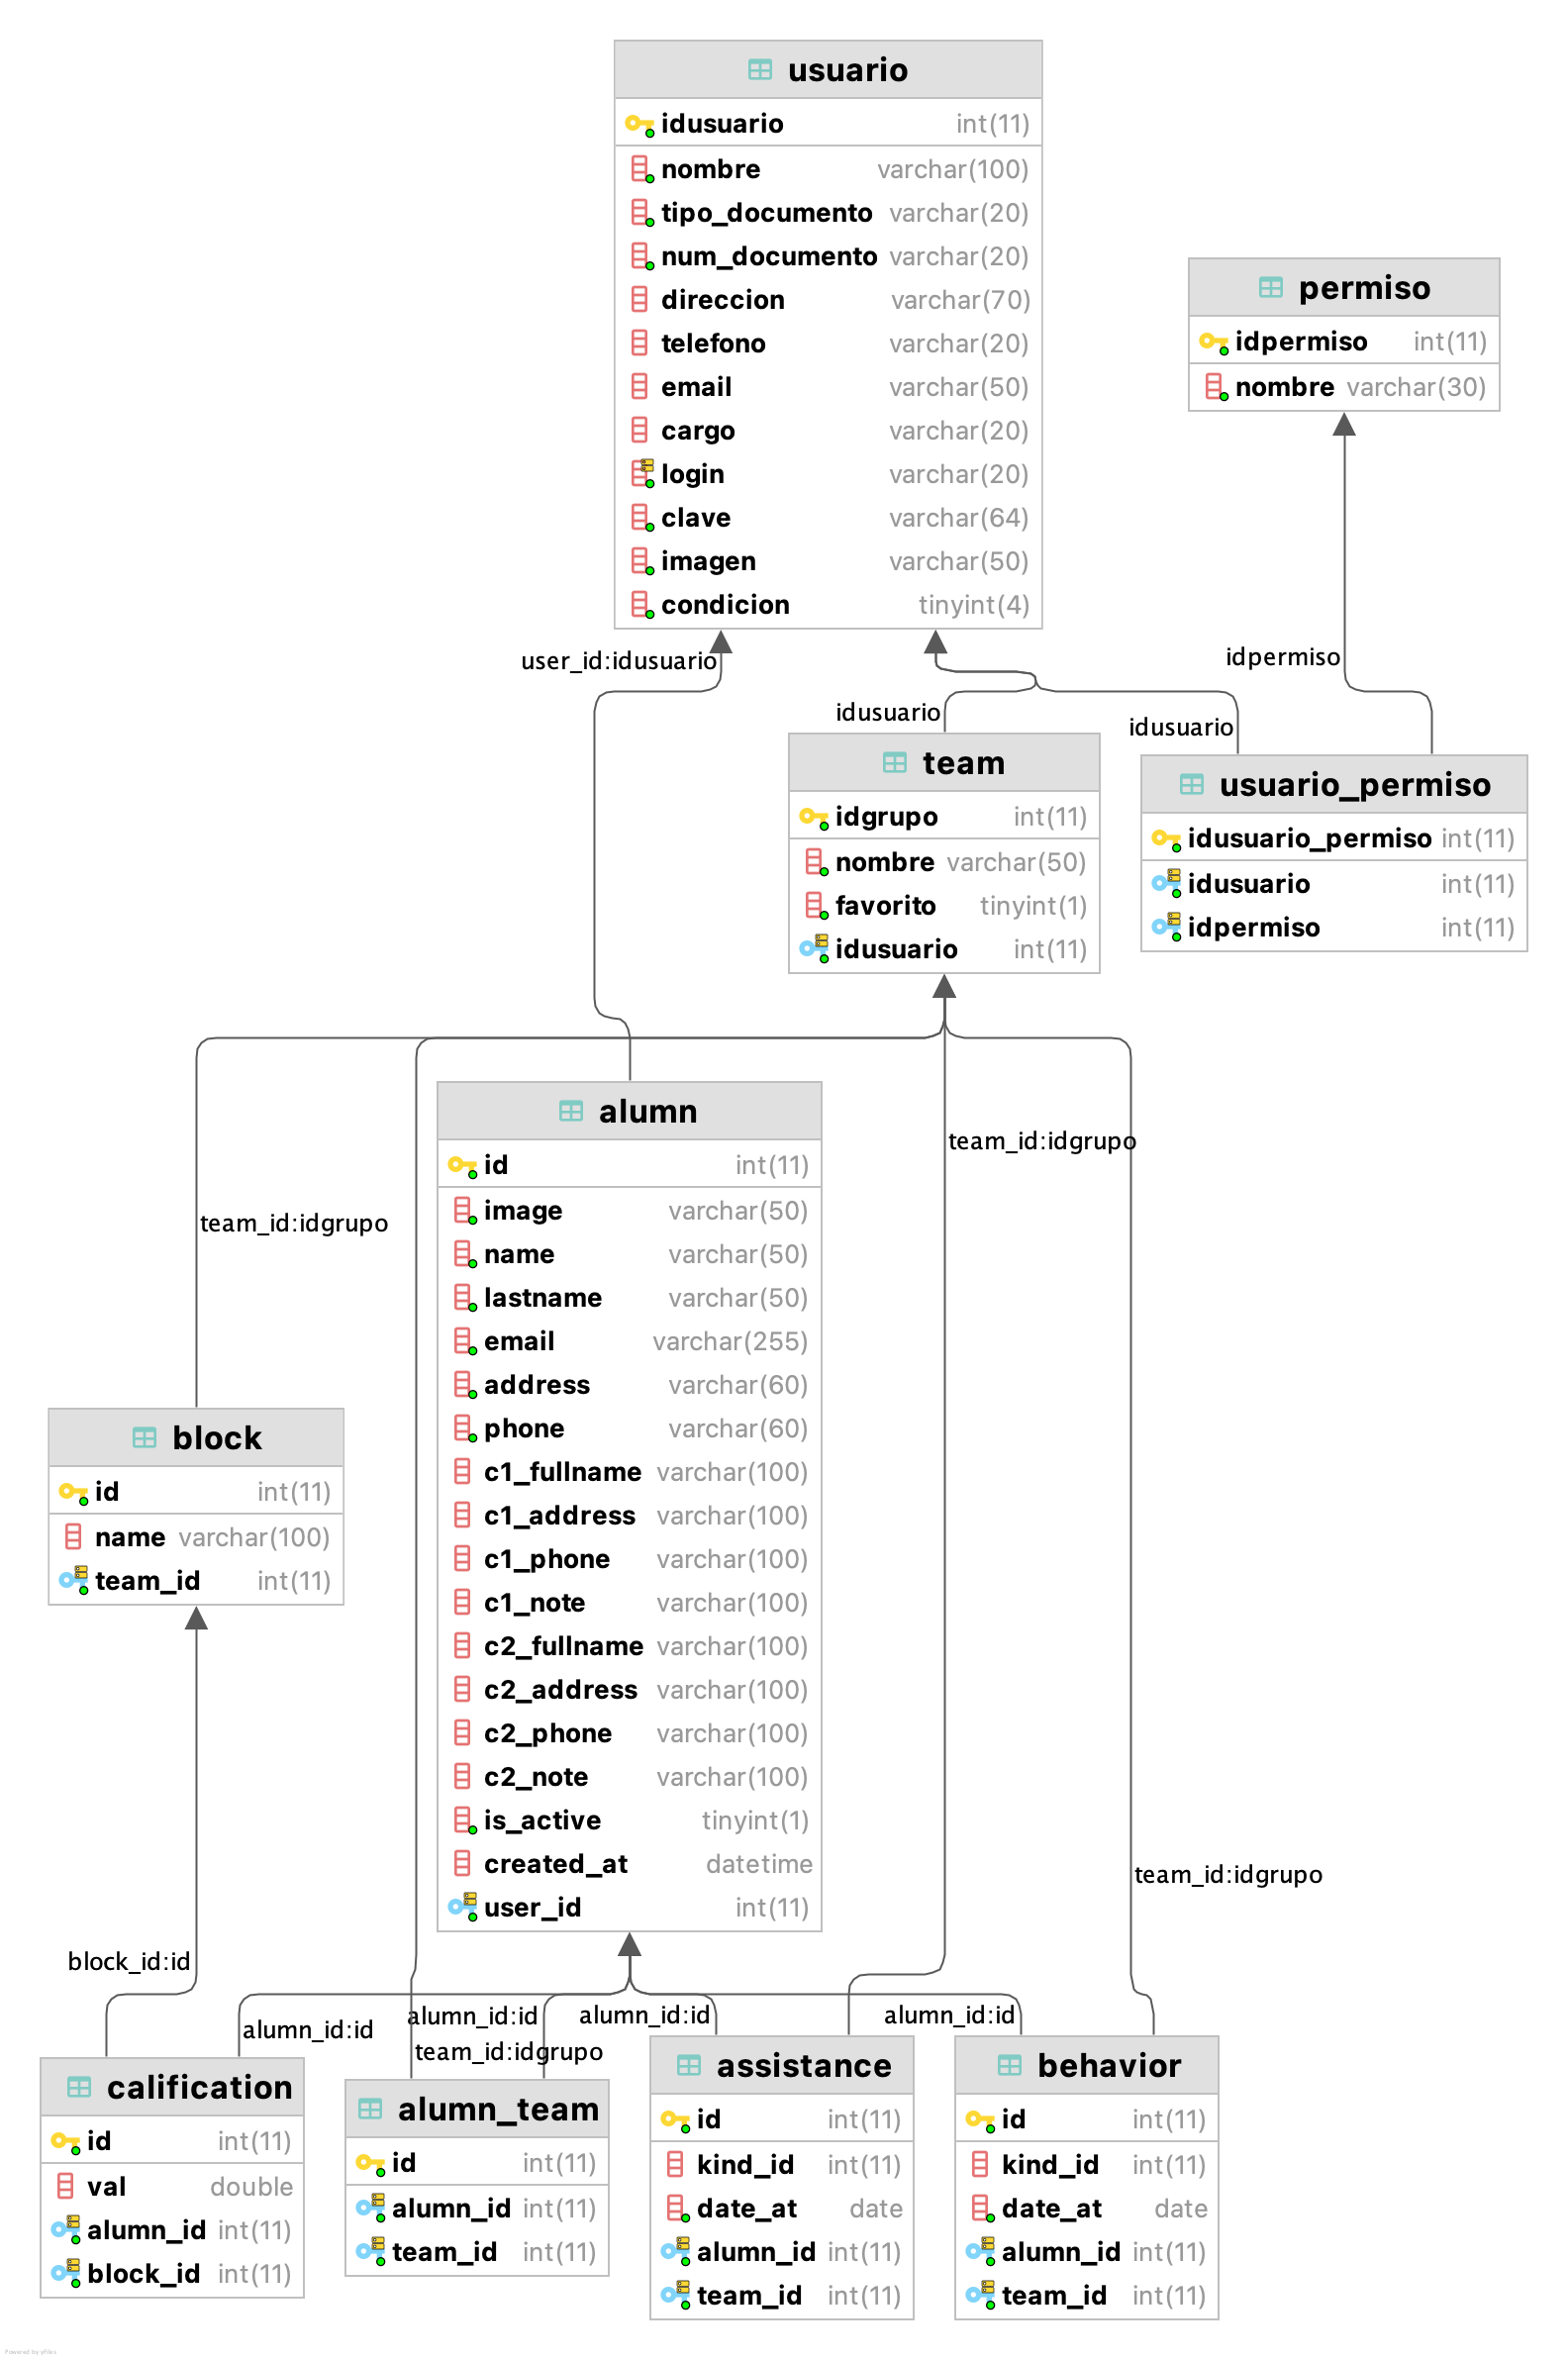 usuario
idusuario int(11)
nombre varchar(100)
tipo_documento varchar(20)
num_documento varchar(20)
direccion varchar(70)
telefono varchar(20)
email varchar(50)
cargo varchar(20)
login varchar(20)
clave varchar(64)
imagen varchar(50)
condicion tinyint(4)
permiso
idpermiso int(11)
nombre varchar(30)
user_id:idusuario
idpermiso
idusuario
idusuario
team
idgrupo int(11)
nombre varchar(50)
favorito tinyint(1)
idusuario int(11)
usuario_permiso
idusuario_permiso int(11)
idusuario int(11)
idpermiso int(11)
alumn
id int(11)
image varchar(50)
name varchar(50)
lastname varchar(50)
email varchar(255)
address varchar(60)
phone varchar(60)
c1_fullname varchar(100)
c1_address varchar(100)
c1_phone varchar(100)
c1_note varchar(100)
c2_fullname varchar(100)
c2_address varchar(100)
c2_phone varchar(100)
c2_note varchar(100)
is_active tinyint(1)
created_at datetime
user_id int(11)
team_id:idgrupo
team_id:idgrupo
block
id int(11)
name varchar(100)
team_id int(11)
team_id:idgrupo
block_id:id
alumn_id:id
alumn_id:id
alumn_id:id
alumn_id:id
team_id:idgrupo
calification
id int(11)
val double
alumn_id int(11)
block_id int(11)
alumn_team
id int(11)
alumn_id int(11)
team_id int(11)
assistance
id int(11)
kind_id int(11)
date_at date
alumn_id int(11)
team_id int(11)
behavior
id int(11)
kind_id int(11)
date_at date
alumn_id int(11)
team_id int(11)
Powered by yFiles